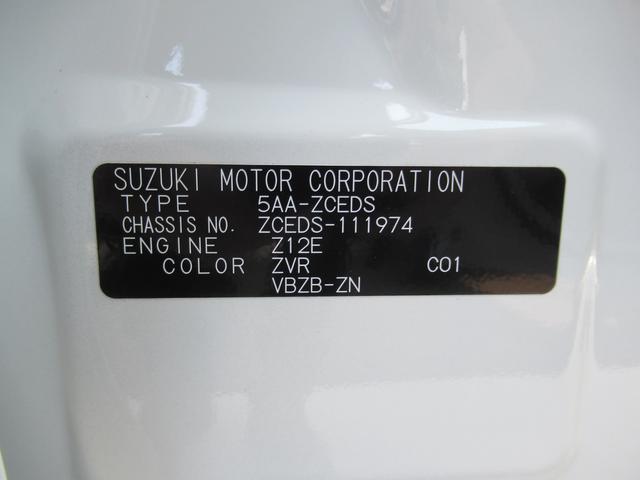 SUZUKI MOTOR CORPORATION
TYPE 5AA-ZCEDS
CHASSIS NO. ZCEDS-111974
ENGINE Z12E
COLOR ZVR C01
VBZB-ZN